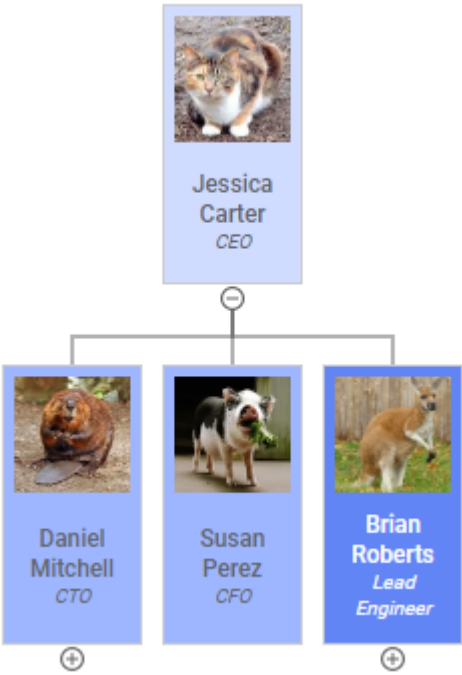 Jessica
Carter
CEO
Daniel
Mitchell
CTO
Susan
Perez
CFO
Brian
Roberts
Lead
Engineer